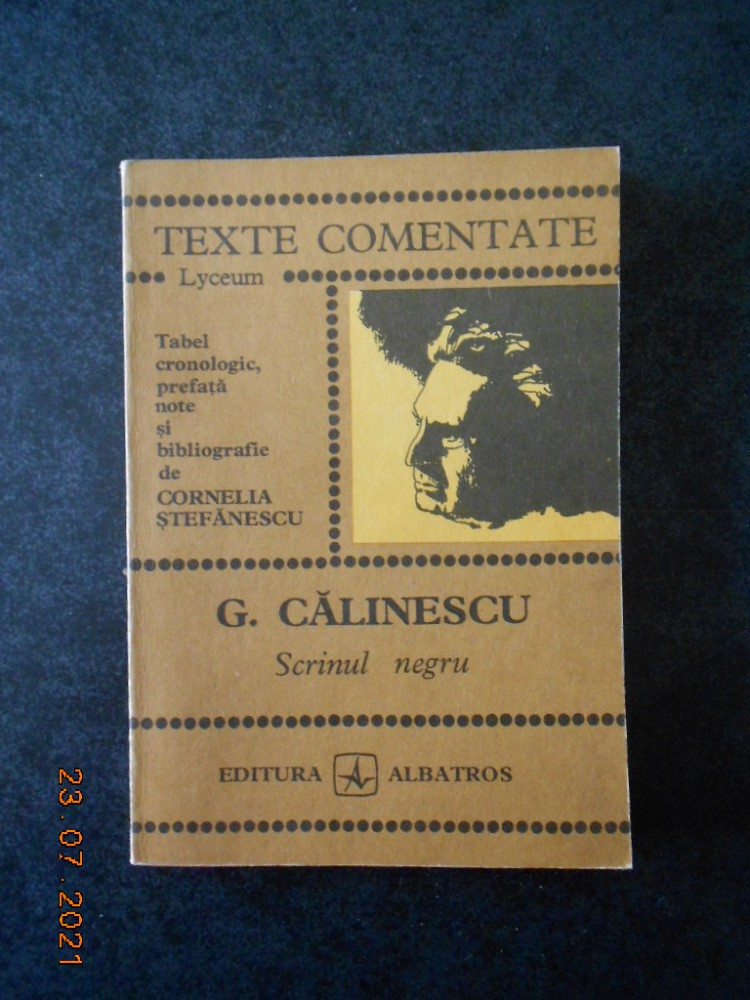 TEXTE COMENTATE
Lyceum
Tabel
cronologic,
prefață
note
și
bibliografie
de
CORNELIA
ȘTEFĂNESCU
G. CĂLINESCU
Scrinul negru
EDITURA ALBATROS
23.07.2021